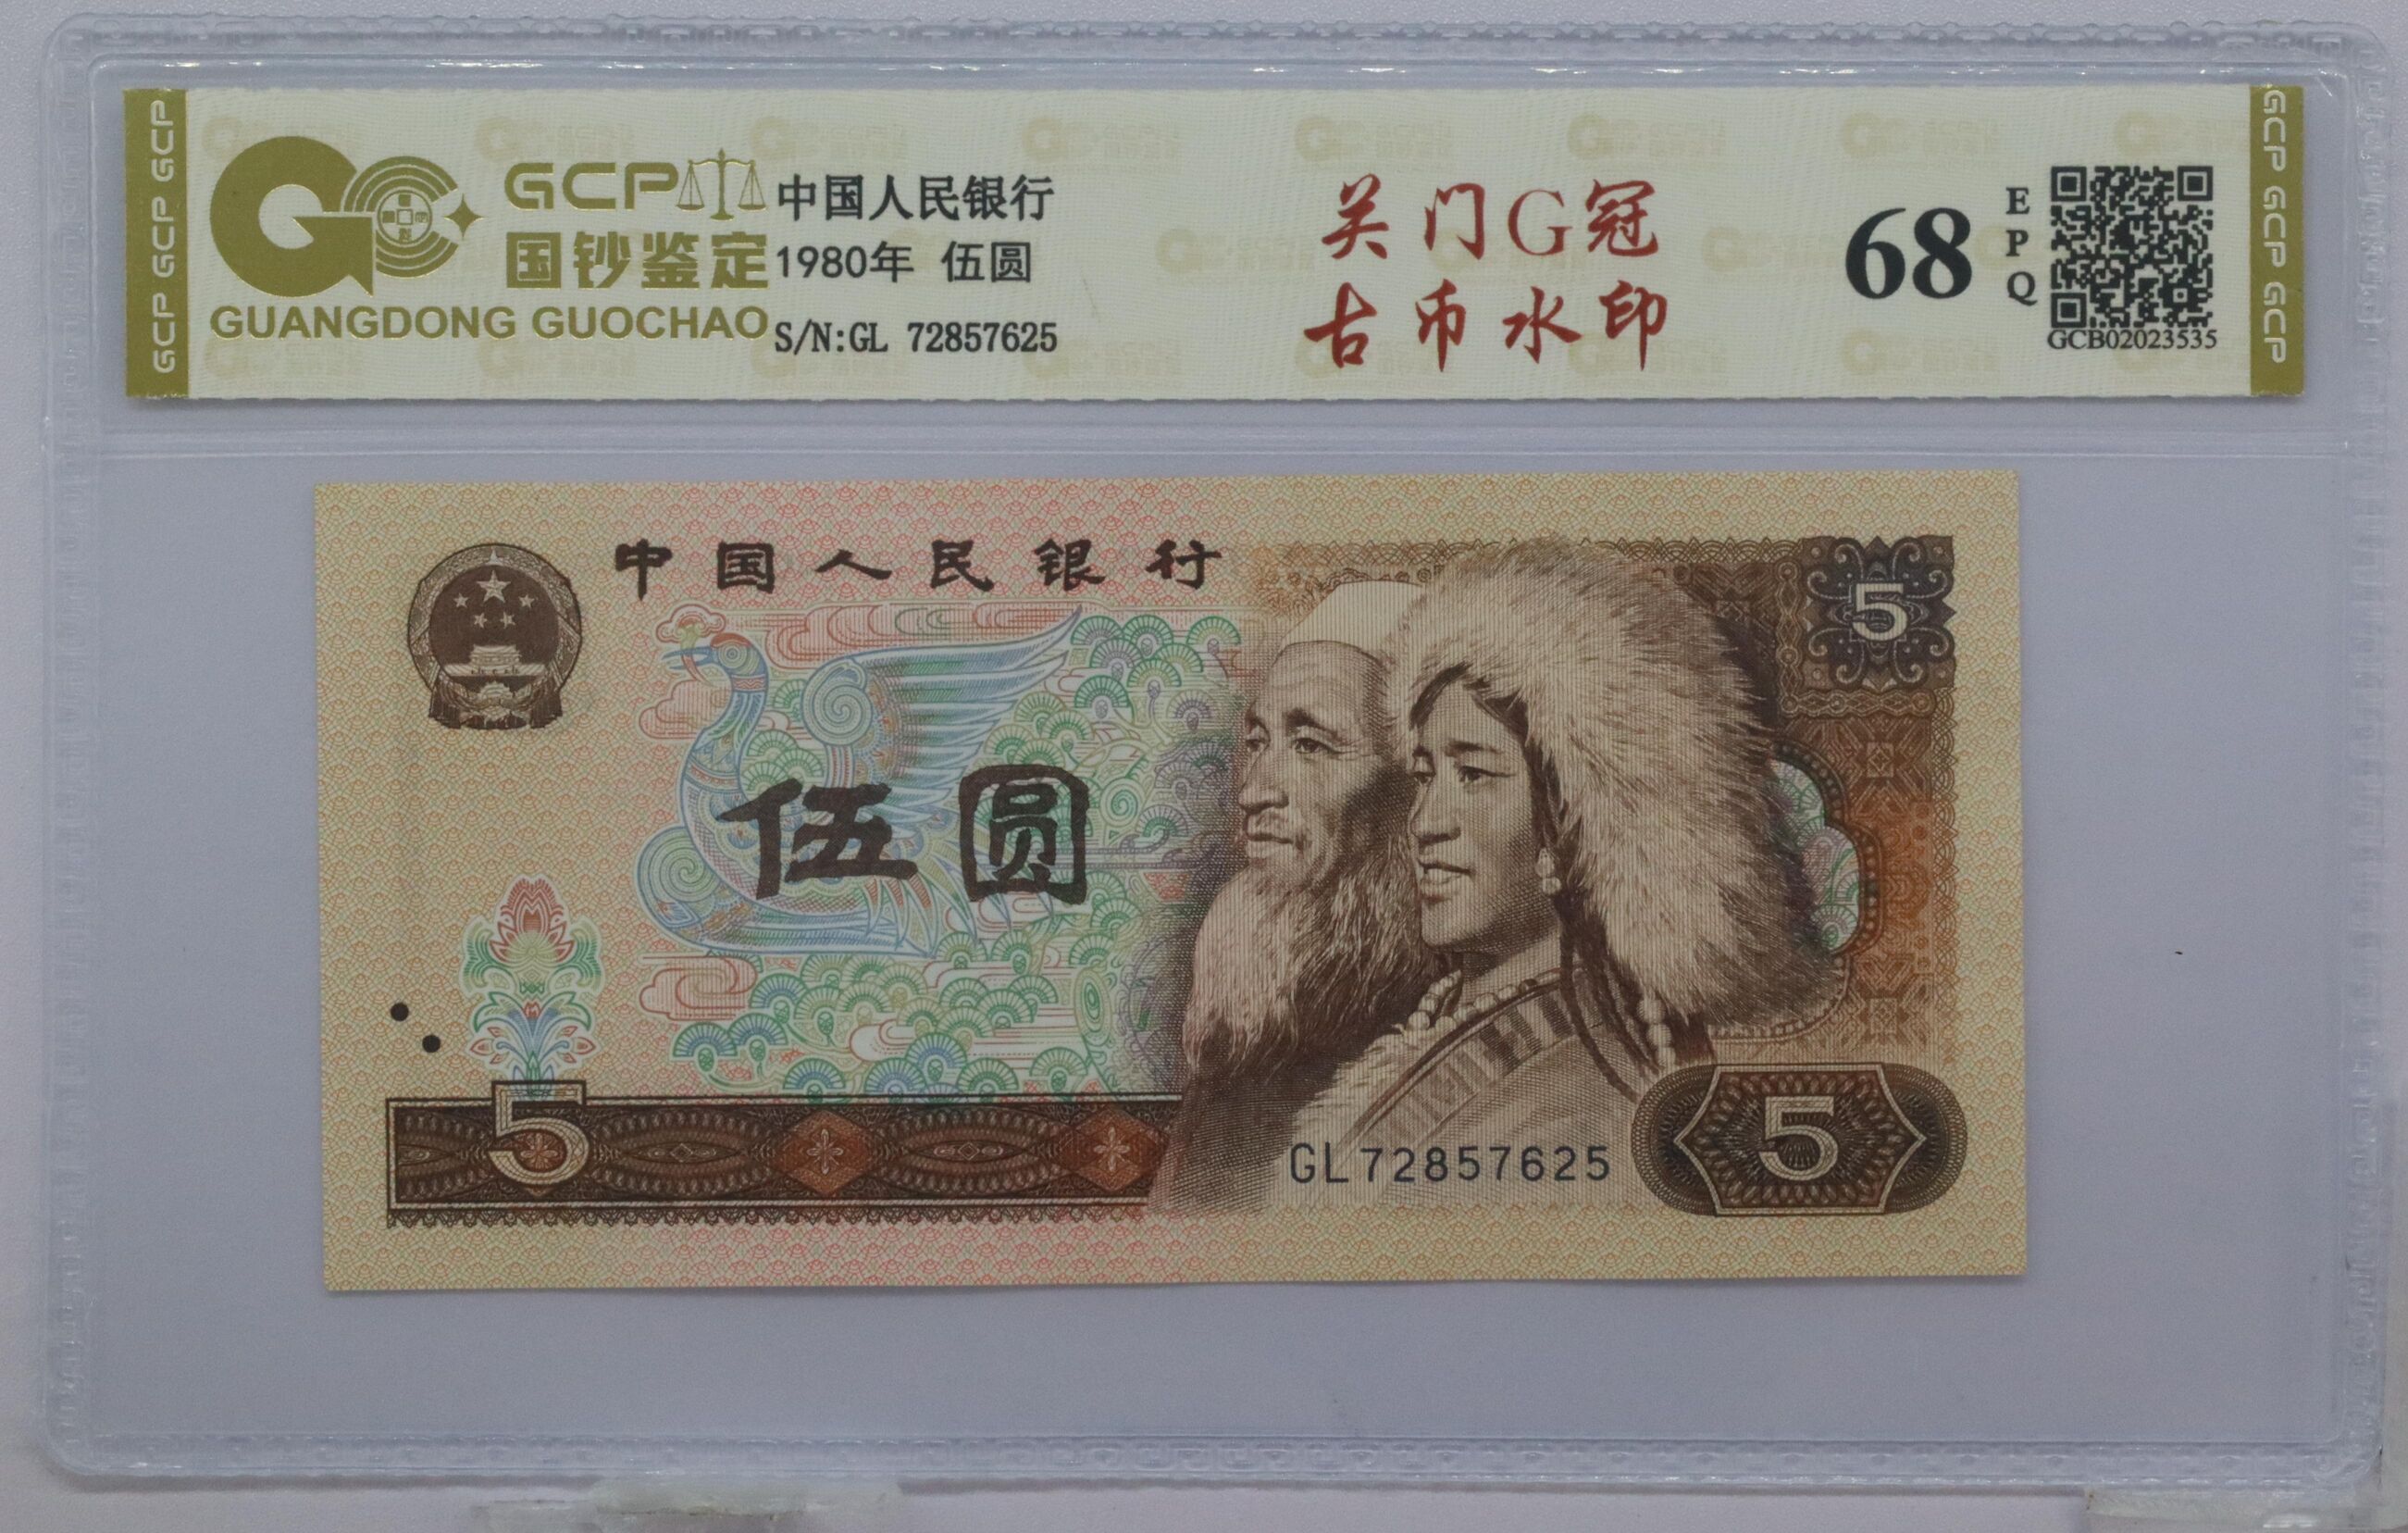 GCP GCP GCP
GCP
国钞鉴定
GUANGDONG GUOCHAO
中国人民银行
1980年 伍圆
S/N:GL 72857625
关门G冠
古币水印
68
EPQ
GCB02023535
GCP GCP GCP
中国人民银行
5
伍圆
5
GL72857625
5